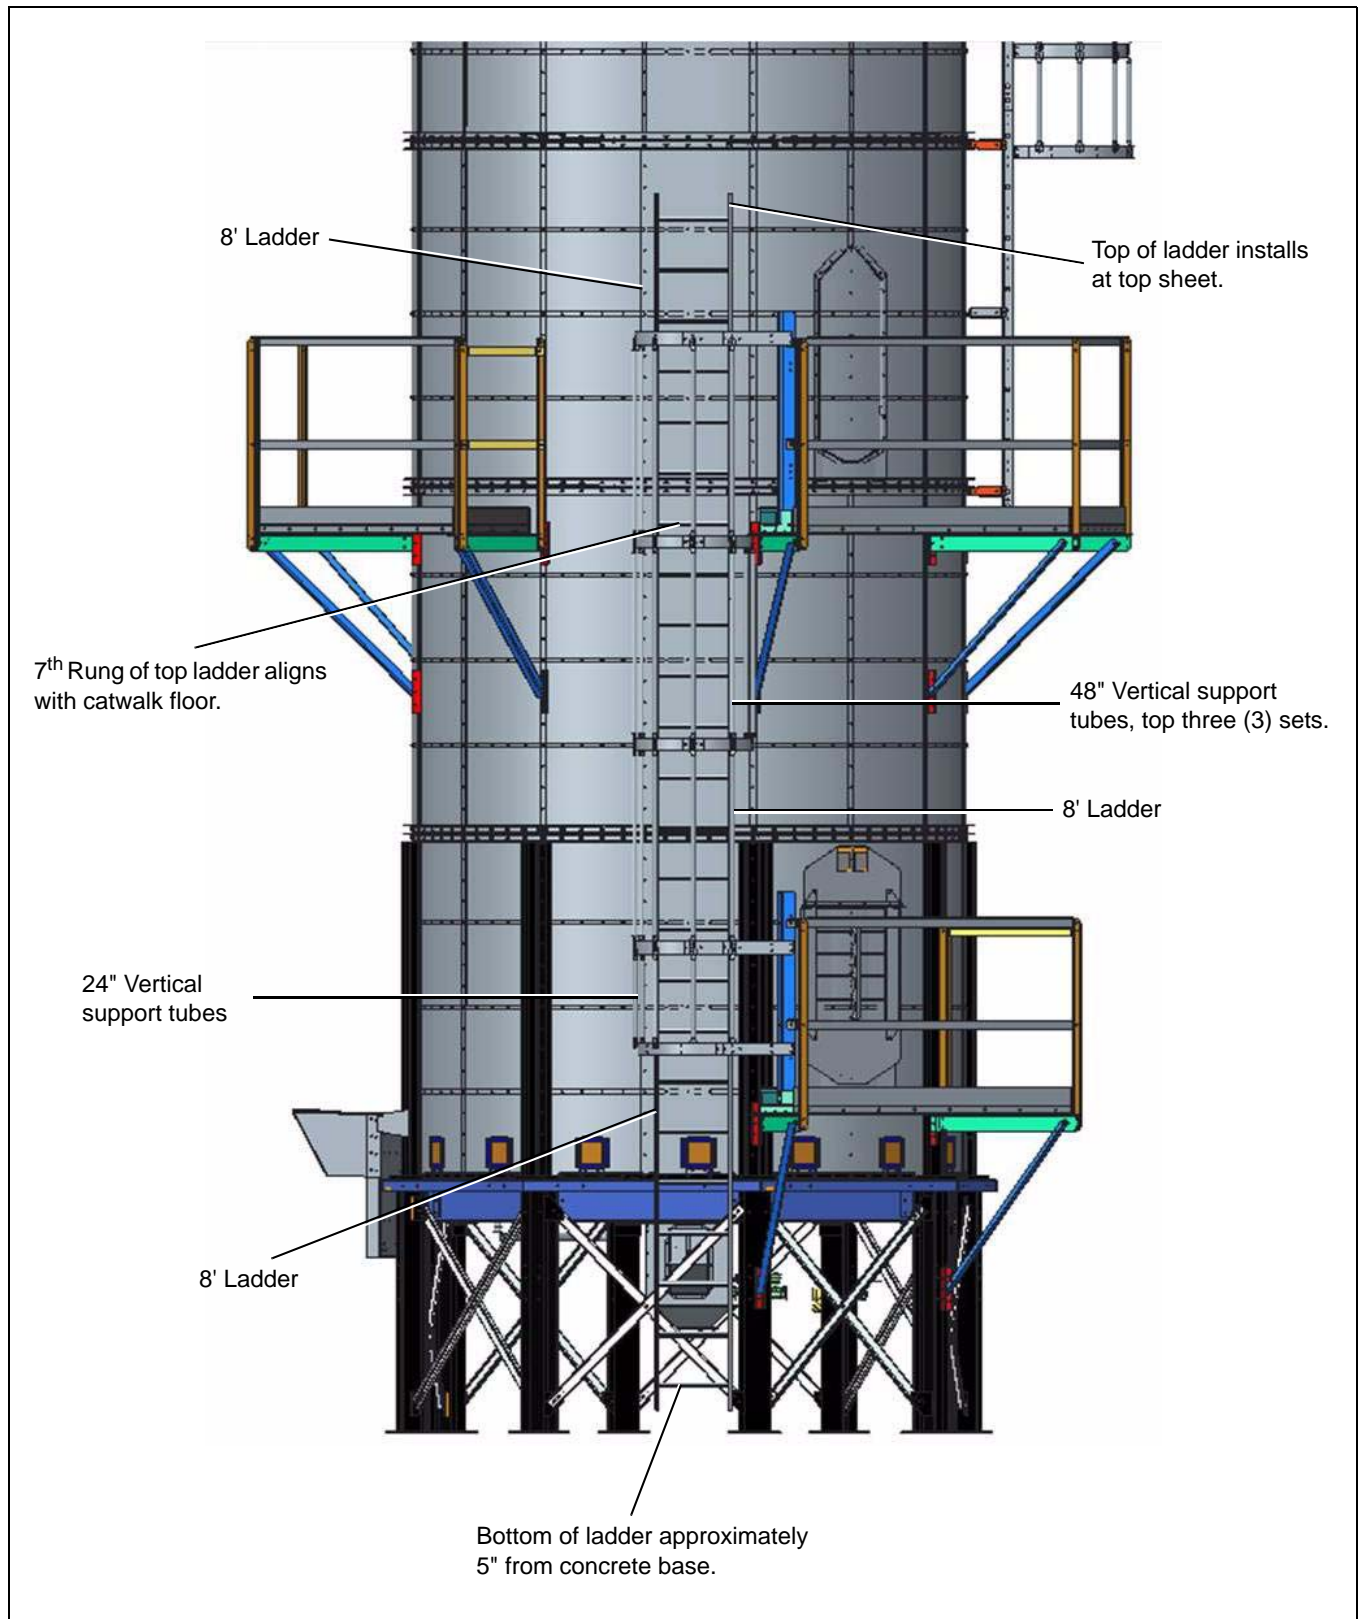 8' Ladder
Top of ladder installs
at top sheet.
7th Rung of top ladder aligns
with catwalk floor.
48" Vertical support
tubes, top three (3) sets.
8' Ladder
24" Vertical
support tubes
8' Ladder
Bottom of ladder approximately
5" from concrete base.